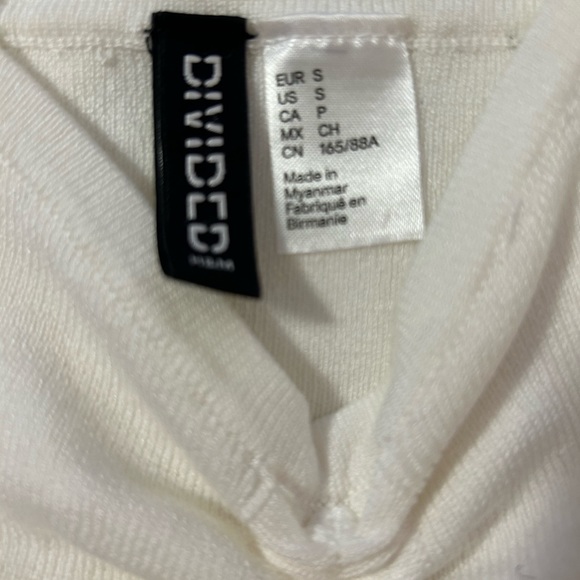 DIVIDED
H&M
EUR S
US S
CA P
MX CH
CN 165/88A
Made in
Myanmar
Fabriqué en
Birmanie